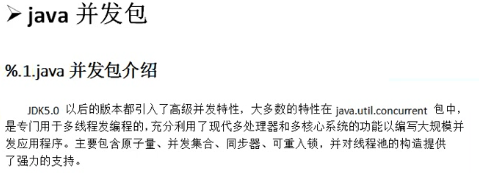 ➢ java 并发包
%.1.java 并发包介绍
JDK5.0 以后的版本都引入了高级并发特性，大多数的特性在 java.util.concurrent 包中，
是专门用于多线程发编程的，充分利用了现代多处理器和多核心系统的功能以编写大规模并
发应用程序。主要包含原子量、并发集合、同步器、可重入锁，并对线程池的构造提供
了强力的支持。